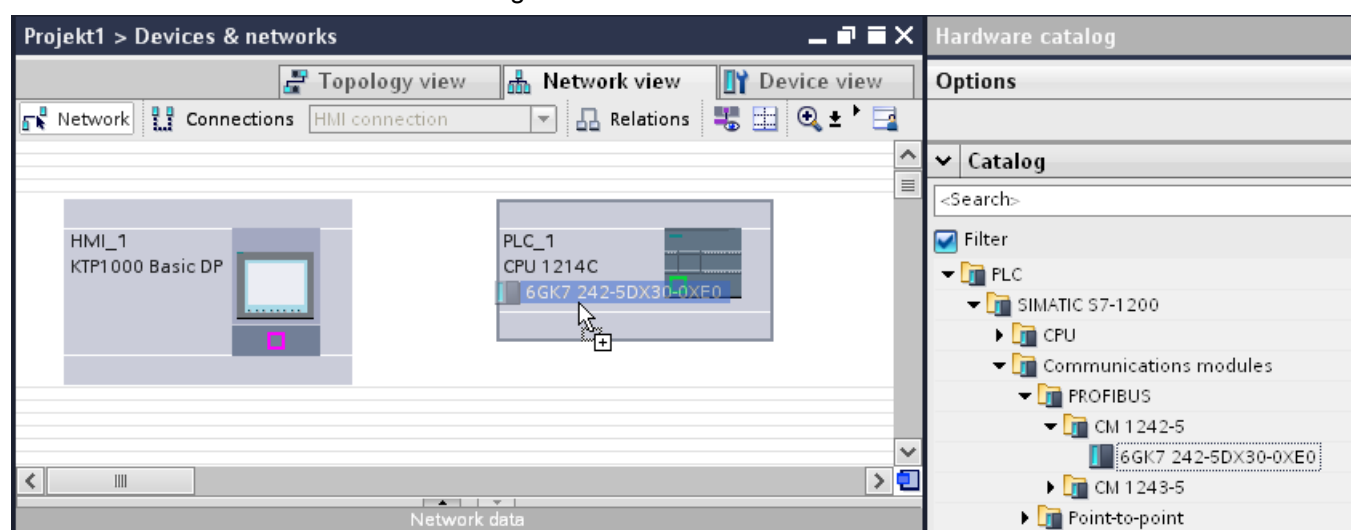 Projekt1 > Devices & networks
Topology view
Network view
Device view
Network
Connections
HMI connection
Relations
HMI_1
KTP1000 Basic DP
PLC_1
CPU 1214C
6GK7 242-5DX30-0XE0
Network data
Hardware catalog
Options
Catalog
<Search>
Filter
PLC
SIMATIC S7-1200
CPU
Communications modules
PROFIBUS
CM 1242-5
6GK7 242-5DX30-0XE0
CM 1243-5
Point-to-point